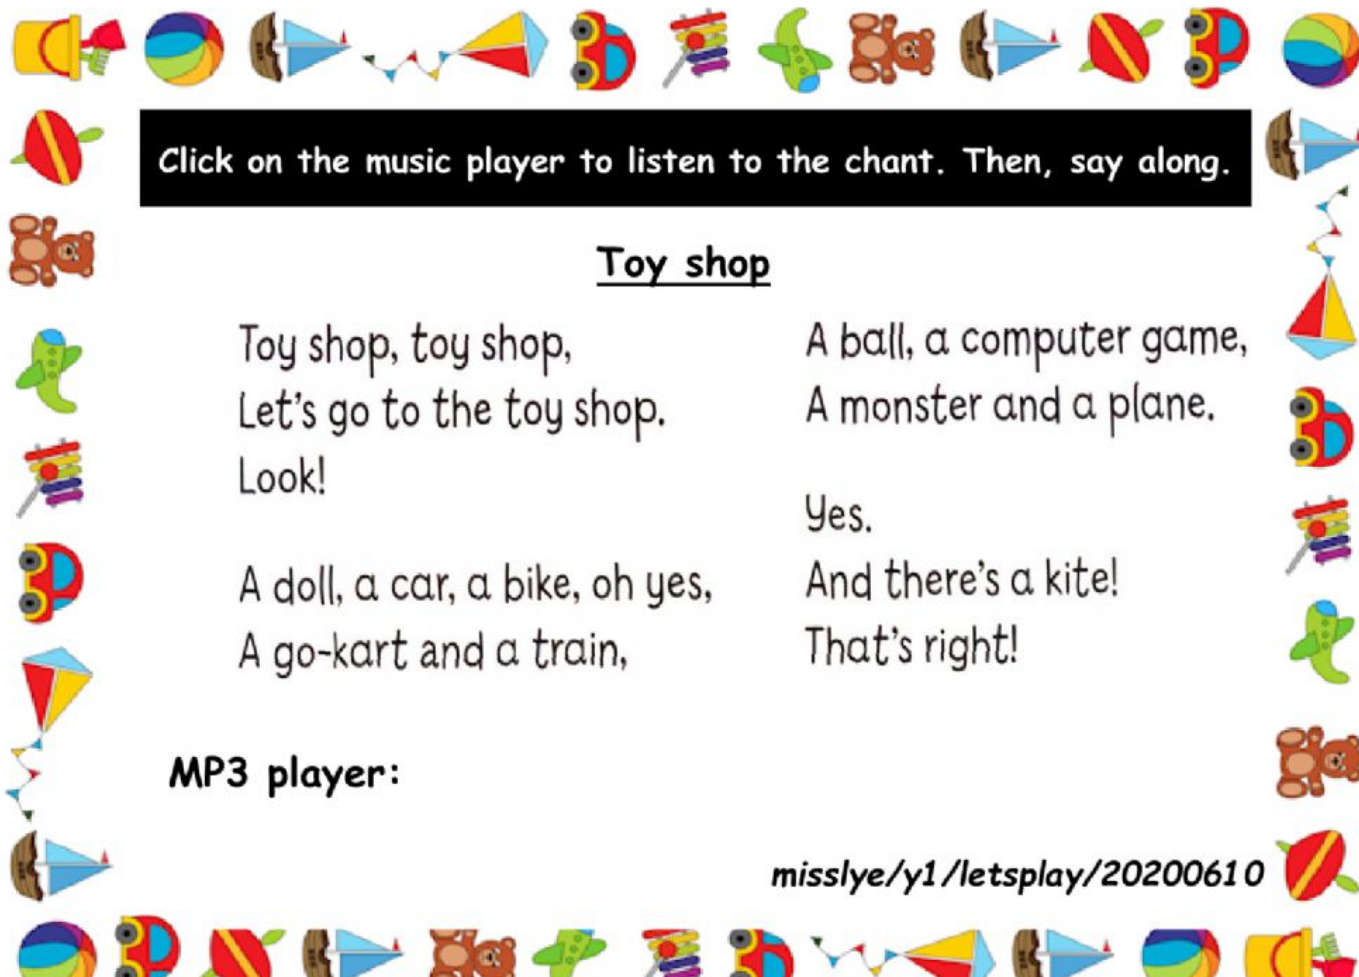 Click on the music player to listen to the chant. Then, say along.
Toy shop
Toy shop, toy shop,
Let's go to the toy shop.
Look!
A doll, a car, a bike, oh yes,
A go-kart and a train,
A ball, a computer game,
A monster and a plane.
Yes.
And there's a kite!
That's right!
MP3 player:
misslye/y1/letsplay/20200610